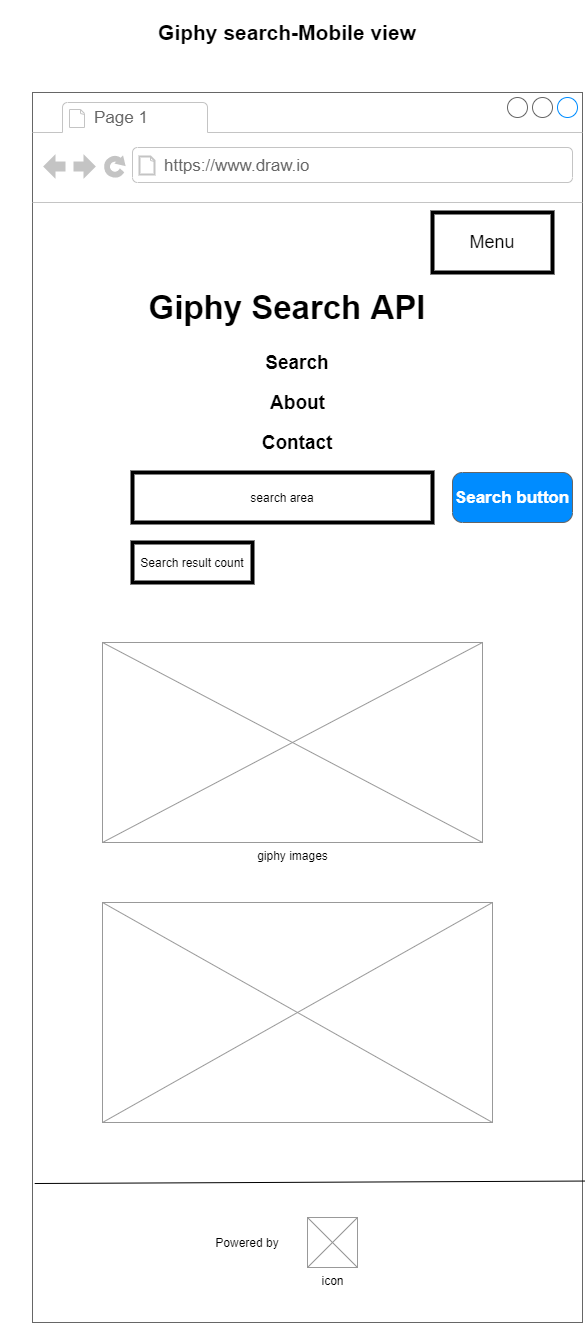 Giphy search-Mobile view
Page 1
https://www.draw.io
Menu
Giphy Search API
Search
About
Contact
search area
Search button
Search result count
giphy images
Powered by
icon